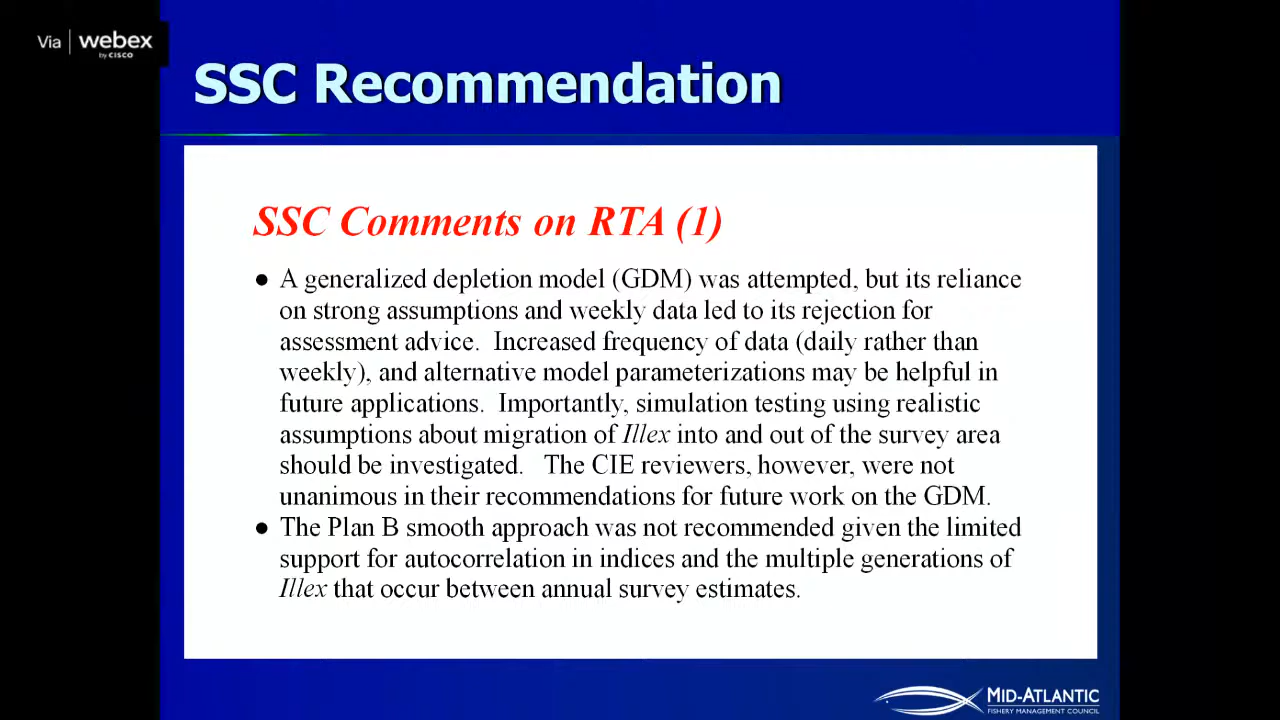 Via webex
by CISCO
SSC Recommendation
SSC Comments on RTA (1)
● A generalized depletion model (GDM) was attempted, but its reliance
on strong assumptions and weekly data led to its rejection for
assessment advice.  Increased frequency of data (daily rather than
weekly), and alternative model parameterizations may be helpful in
future applications.  Importantly, simulation testing using realistic
assumptions about migration of Illex into and out of the survey area
should be investigated.   The CIE reviewers, however, were not
unanimous in their recommendations for future work on the GDM.
● The Plan B smooth approach was not recommended given the limited
support for autocorrelation in indices and the multiple generations of
Illex that occur between annual survey estimates.
MID-ATLANTIC
FISHERY MANAGEMENT COUNCIL